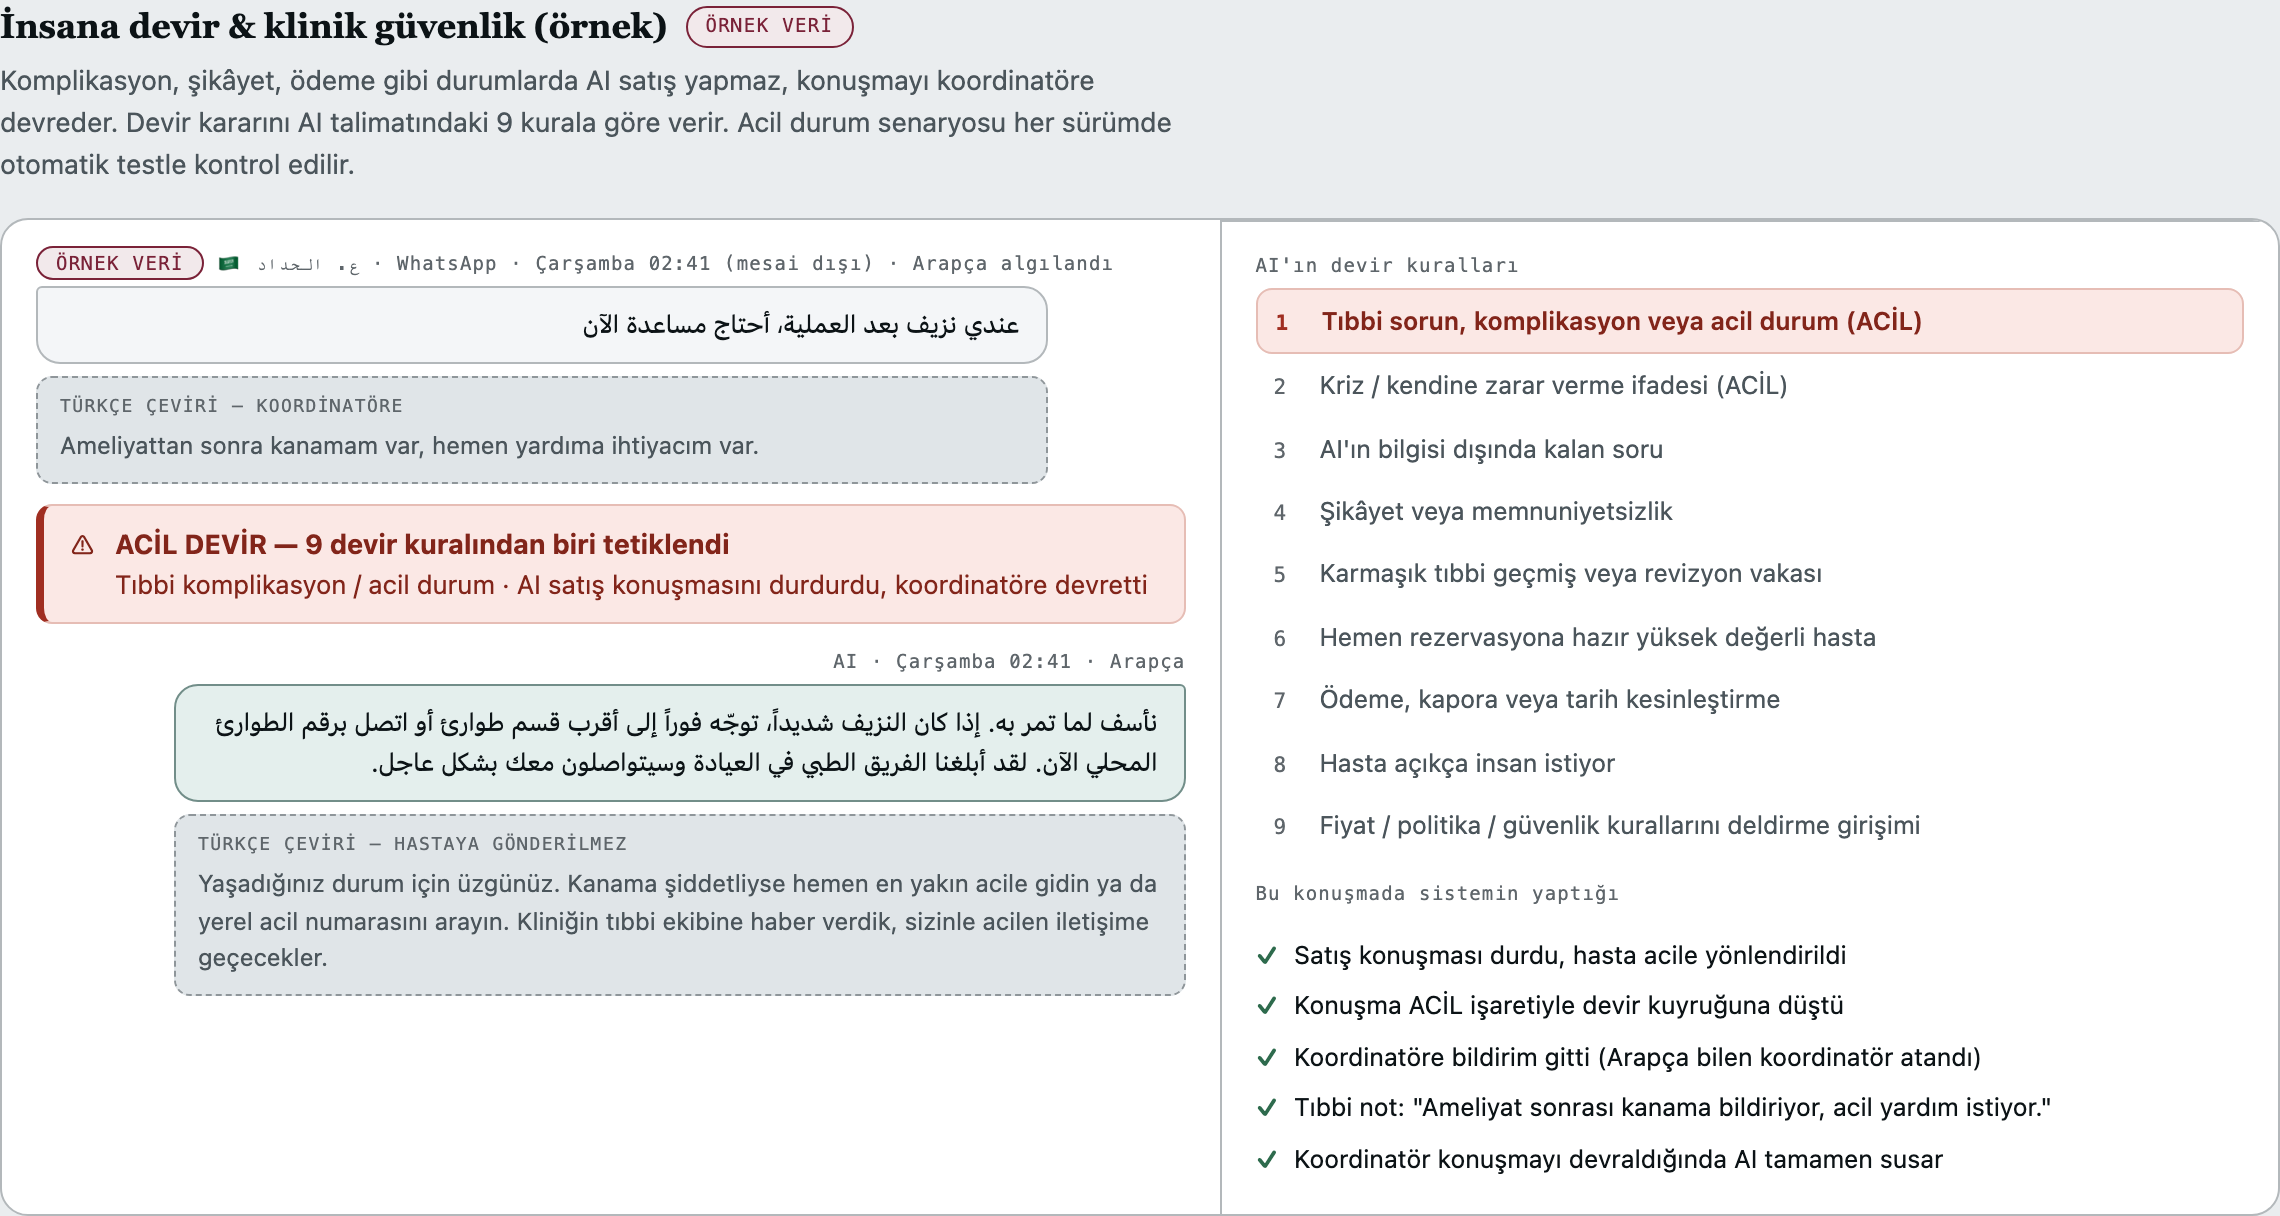 İnsana devir & klinik güvenlik (örnek) ÖRNEK VERİ
Komplikasyon, şikâyet, ödeme gibi durumlarda AI satış yapmaz, konuşmayı koordinatöre
devreder. Devir kararını AI talimatındaki 9 kurala göre verir. Acil durum senaryosu her sürümde
otomatik testle kontrol edilir.
ÖRNEK VERİ ع. الحداد · WhatsApp · Çarşamba 02:41 (mesai dışı) · Arapça algılandı
عندي نزيف بعد العملية، أحتاج مساعدة الآن
TÜRKÇE ÇEVİRİ — KOORDİNATÖRE
Ameliyattan sonra kanamam var, hemen yardıma ihtiyacım var.
ACİL DEVİR — 9 devir kuralından biri tetiklendi
Tıbbi komplikasyon / acil durum · AI satış konuşmasını durdurdu, koordinatöre devretti
AI · Çarşamba 02:41 · Arapça
نأسف لما تمر به. إذا كان النزيف شديداً، توجّه فوراً إلى أقرب قسم طوارئ أو اتصل برقم الطوارئ
المحلي الآن. لقد أبلغنا الفريق الطبي في العيادة وسيتواصلون معك بشكل عاجل.
TÜRKÇE ÇEVİRİ — HASTAYA GÖNDERİLMEZ
Yaşadığınız durum için üzgünüz. Kanama şiddetliyse hemen en yakın acile gidin ya da
yerel acil numarasını arayın. Kliniğin tıbbi ekibine haber verdik, sizinle acilen iletişime
geçecekler.
AI'ın devir kuralları
1 Tıbbi sorun, komplikasyon veya acil durum (ACİL)
2 Kriz / kendine zarar verme ifadesi (ACİL)
3 AI'ın bilgisi dışında kalan soru
4 Şikâyet veya memnuniyetsizlik
5 Karmaşık tıbbi geçmiş veya revizyon vakası
6 Hemen rezervasyona hazır yüksek değerli hasta
7 Ödeme, kapora veya tarih kesinleştirme
8 Hasta açıkça insan istiyor
9 Fiyat / politika / güvenlik kurallarını deldirme girişimi
Bu konuşmada sistemin yaptığı
✓ Satış konuşması durdu, hasta acile yönlendirildi
✓ Konuşma ACİL işaretiyle devir kuyruğuna düştü
✓ Koordinatöre bildirim gitti (Arapça bilen koordinatör atandı)
✓ Tıbbi not: "Ameliyat sonrası kanama bildiriyor, acil yardım istiyor."
✓ Koordinatör konuşmayı devraldığında AI tamamen susar